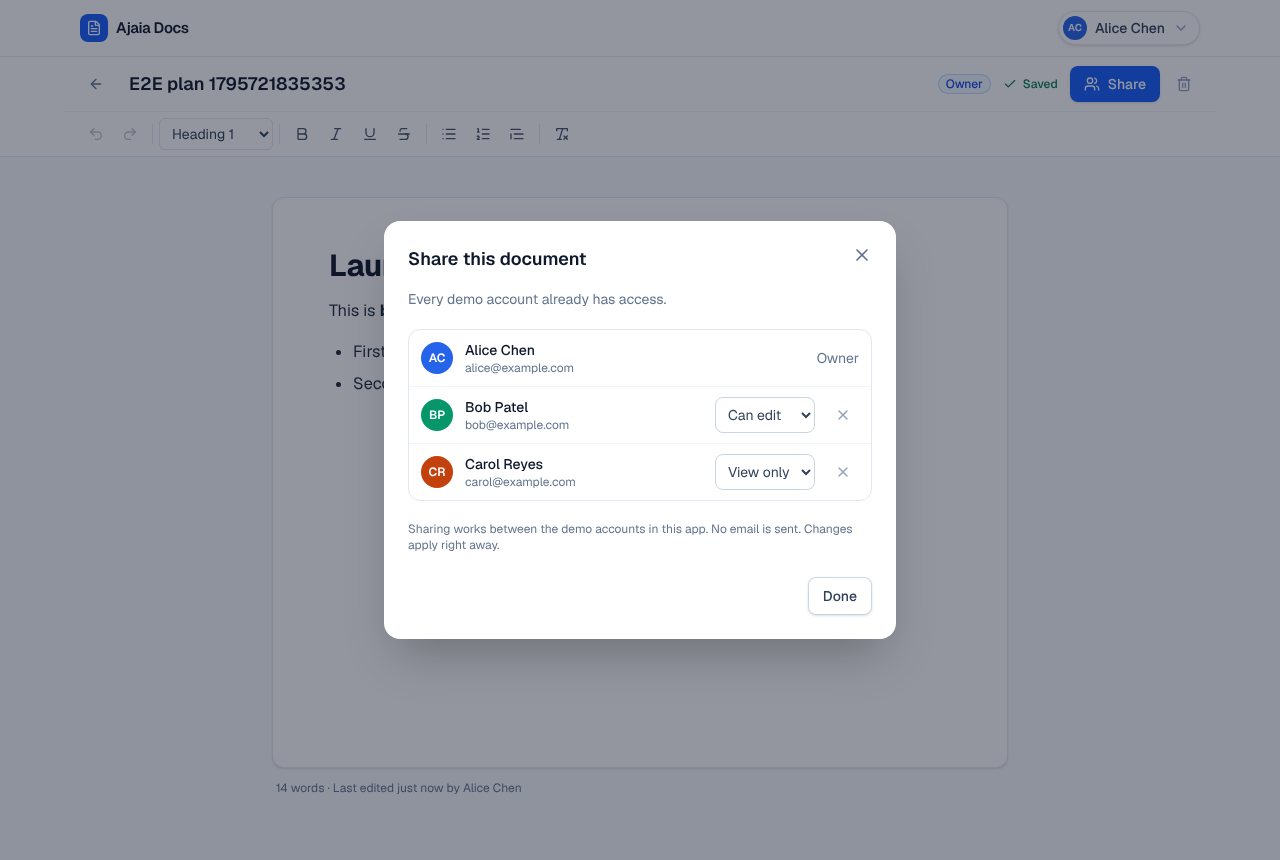 Ajaia Docs
AC Alice Chen
E2E plan 1795721835353
Owner
Saved
Share
Heading 1
B I U S
Share this document
Every demo account already has access.
AC
Alice Chen
alice@example.com
Owner
BP
Bob Patel
bob@example.com
Can edit
CR
Carol Reyes
carol@example.com
View only
Sharing works between the demo accounts in this app. No email is sent. Changes
apply right away.
Done
This is
First
14 words · Last edited just now by Alice Chen